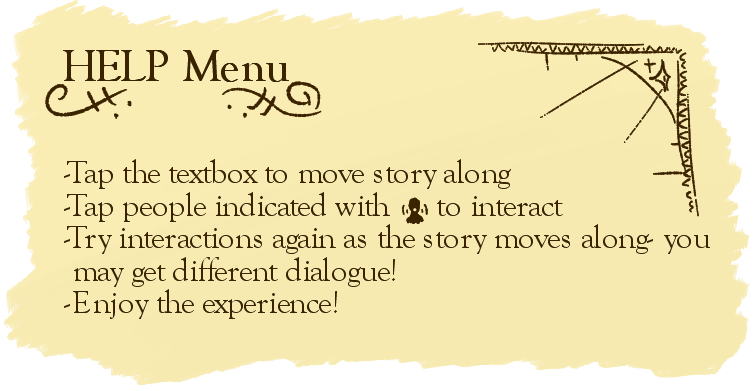 HELP Menu
-Tap the textbox to move story along
-Tap people indicated with to interact
-Try interactions again as the story moves along- you
may get different dialogue!
-Enjoy the experience!